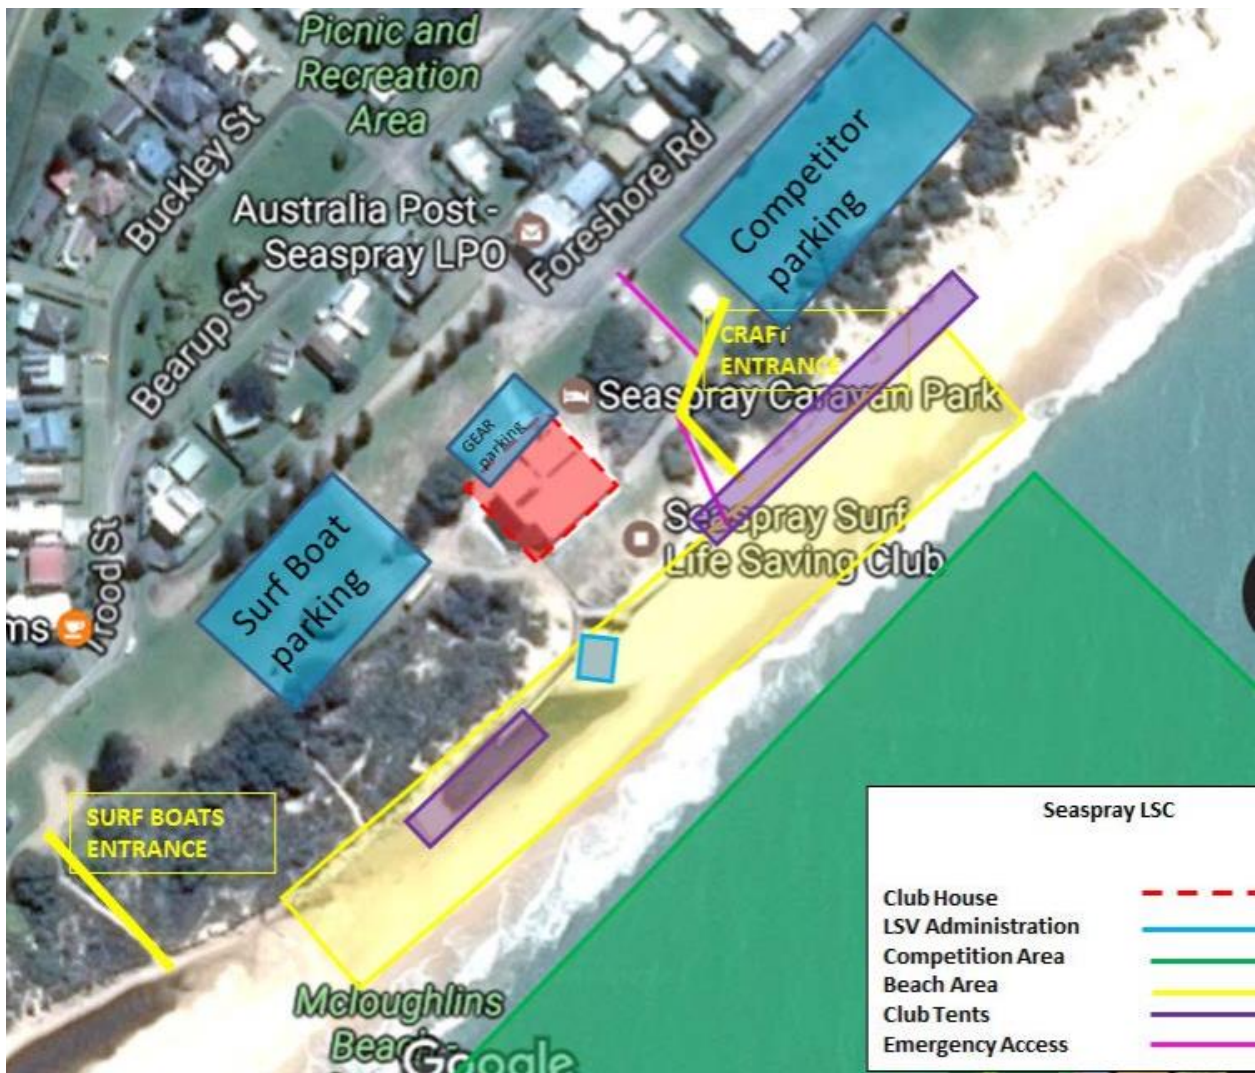 Picnic and
Recreation
Area
Buckley St
Australia Post -
Seaspray LPO
Foreshore Rd
Competitor
parking
Bearup St
CRAFT
ENTRANCE
Seaspray Caravan Park
GEAR
parking
Seaspray Surf
Life Saving Club
Surf Boat
parking
Trood St
ms
SURF BOATS
ENTRANCE
Mcloughlins
Beach
Google
Seaspray LSC
Club House
LSV Administration
Competition Area
Beach Area
Club Tents
Emergency Access